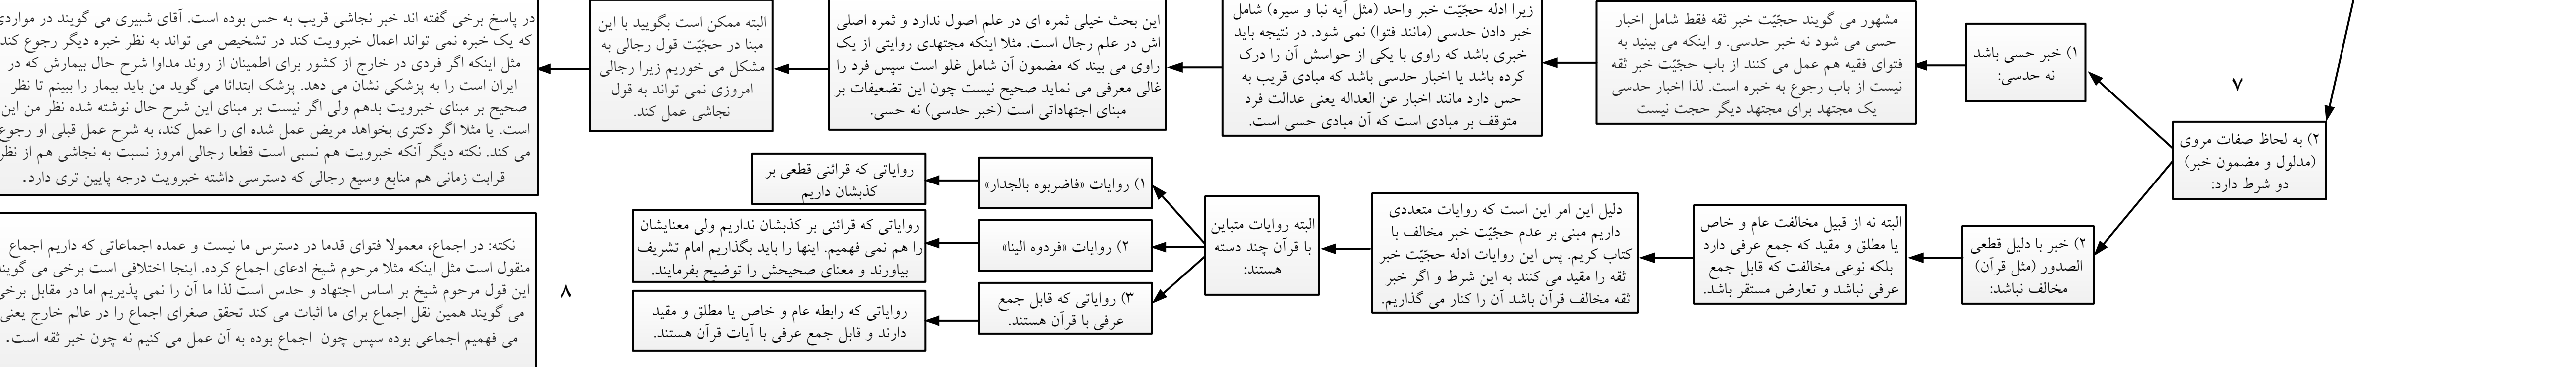 ۷
۲) به لحاظ صفات مروی
(مدلول و مضمون خبر)
دو شرط دارد:
۱) خبر حسی باشد
نه حدسی:
مشهور می گویند حجّیّت خبر ثقه فقط شامل اخبار
حسی می شود نه خبر حدسی. و اینکه می بینید به
فتوای فقیه هم عمل می کنند از باب حجّیّت خبر ثقه
نیست از باب رجوع به خبره است. لذا اخبار حدسی
یک مجتهد برای مجتهد دیگر حجت نیست
زیرا ادله حجّیّت خبر واحد (مثل آیه نبا و سیره) شامل
خبر دادن حدسی (مانند فتوا) نمی شود. در نتیجه باید
خبری باشد که راوی با یکی از حواسش آن را درک
کرده باشد یا اخبار حدسی باشد که مبادی قریب به
حس دارد مانند اخبار عن العداله یعنی عدالت فرد
متوقف بر مبادی است که آن مبادی حسی است.
این بحث خیلی ثمره ای در علم اصول ندارد و ثمره اصلی
اش در علم رجال است. مثلا اینکه مجتهدی روایتی از یک
راوی می بیند که مضمون آن شامل غلو است سپس فرد را
غالی معرفی می نماید صحیح نیست چون این تضعیفات بر
مبنای اجتهاداتی است (خبر حدسی) نه حسی.
البته ممکن است بگویید با این
مبنا در حجّیّت قول رجالی به
مشکل می خوریم زیرا رجالی
امروزی نمی تواند به قول
نجاشی عمل کند.
در پاسخ برخی گفته اند خبر نجاشی قریب به حس بوده است. آقای شبیری می گویند در مواردی
که یک خبره نمی تواند اعمال خبرویت کند در تشخیص می تواند به نظر خبره دیگر رجوع کند
مثل اینکه اگر فردی در خارج از کشور برای اطمینان از روند مداوا شرح حال بیمارش که در
ایران است را به پزشکی نشان می دهد. پزشک ابتدائا می گوید من باید بیمار را ببینم تا نظر
صحیح بر مبنای خبرویت بدهم ولی اگر نیست بر مبنای این شرح حال نوشته شده نظر من این
است. یا مثلا اگر دکتری بخواهد مریض عمل شده ای را عمل کند، به شرح عمل قبلی او رجوع
می کند. نکته دیگر آنکه خبرویت هم نسبی است قطعا رجالی امروز نسبت به نجاشی هم از نظر
قرابت زمانی هم منابع وسیع رجالی که دسترسی داشته خبرویت درجه پایین تری دارد.
۲) خبر با دلیل قطعی
الصدور (مثل قرآن)
مخالف نباشد:
البته نه از قبیل مخالفت عام و خاص
یا مطلق و مقید که جمع عرفی دارد
بلکه نوعی مخالفت که قابل جمع
عرفی نباشد و تعارض مستقر باشد.
دلیل این امر این است که روایات متعددی
داریم مبنی بر عدم حجّیّت خبر مخالف با
کتاب کریم. پس این روایات ادله حجّیّت خبر
ثقه را مقید می کنند به این شرط و اگر خبر
ثقه مخالف قرآن باشد آن را کنار می گذاریم.
البته روایات متباین
با قرآن چند دسته
هستند:
۱) روایات «فاضربوه بالجدار»
روایاتی که قرائنی قطعی بر
کذبشان داریم
۲) روایات «فردوه الینا»
روایاتی که قرائنی بر کذبشان نداریم ولی معنایشان
را هم نمی فهمیم. اینها را باید بگذاریم امام تشریف
بیاورند و معنای صحیحش را توضیح بفرمایند.
۳) روایاتی که قابل جمع
عرفی با قرآن هستند.
روایاتی که رابطه عام و خاص یا مطلق و مقید
دارند و قابل جمع عرفی با آیات قرآن هستند.
۸
نکته: در اجماع، معمولا فتوای قدما در دسترس ما نیست و عمده اجماعاتی که داریم اجماع
منقول است مثل اینکه مثلا مرحوم شیخ ادعای اجماع کرده. اینجا اختلافی است برخی می گویند
این قول مرحوم شیخ بر اساس اجتهاد و حدس است لذا ما آن را نمی پذیریم اما در مقابل برخی
می گویند همین نقل اجماع برای ما اثبات می کند تحقق صغرای اجماع را در عالم خارج یعنی
می فهمیم اجماعی بوده سپس چون اجماع بوده به آن عمل می کنیم نه چون خبر ثقه است.